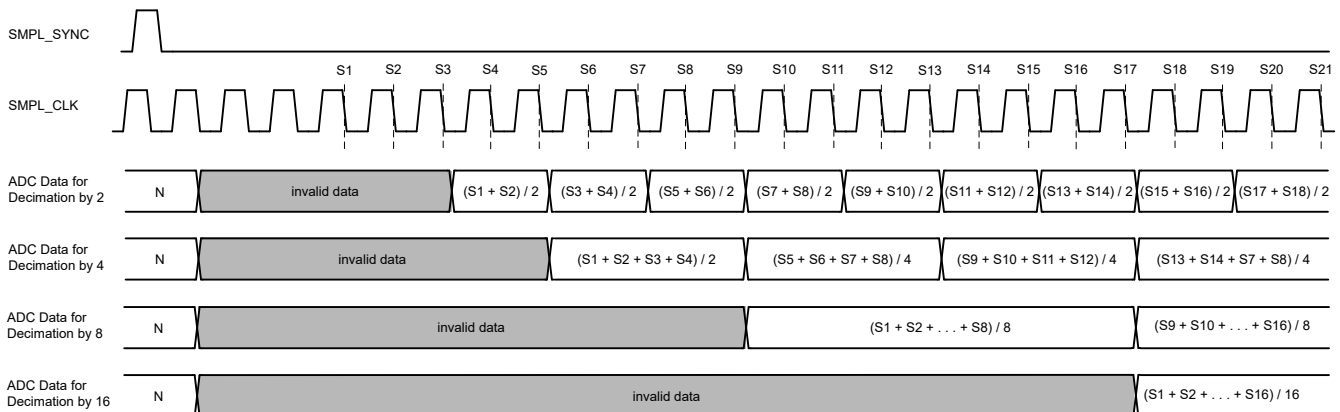 SMPL_SYNC
S1 S2 S3 S4 S5 S6 S7 S8 S9 S10 S11 S12 S13 S14 S15 S16 S17 S18 S19 S20 S21
SMPL_CLK
ADC Data for
Decimation by 2
N invalid data (S1 + S2) / 2 (S3 + S4) / 2 (S5 + S6) / 2 (S7 + S8) / 2 (S9 + S10) / 2 (S11 + S12) / 2 (S13 + S14) / 2 (S15 + S16) / 2 (S17 + S18) / 2
ADC Data for
Decimation by 4
N invalid data (S1 + S2 + S3 + S4) / 2 (S5 + S6 + S7 + S8) / 4 (S9 + S10 + S11 + S12) / 4 (S13 + S14 + S7 + S8) / 4
ADC Data for
Decimation by 8
N invalid data (S1 + S2 + . . . + S8) / 8 (S9 + S10 + . . . + S16) / 8
ADC Data for
Decimation by 16
N invalid data (S1 + S2 + . . . + S16) / 16